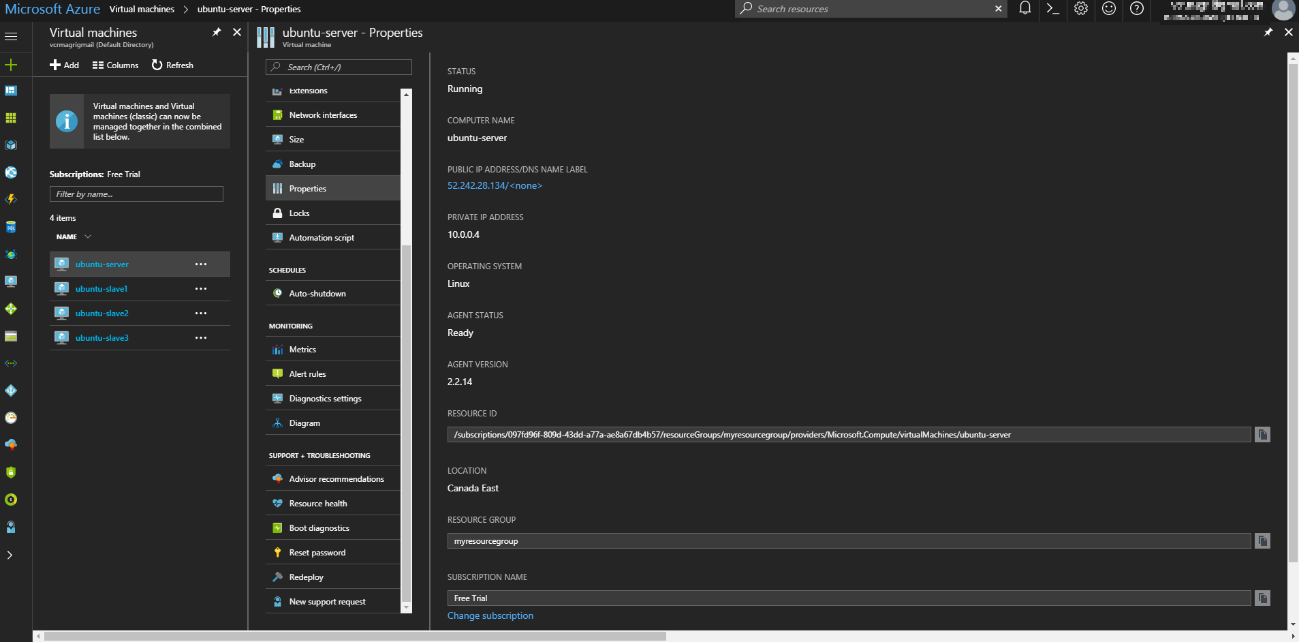 Microsoft Azure Virtual machines > ubuntu-server - Properties
Search resources
Virtual machines
vcrmagrigmail (Default Directory)
Add Columns Refresh
Virtual machines and Virtual
machines (classic) can now be
managed together in the combined
list below.
Subscriptions: Free Trial
Filter by name...
4 items
NAME
ubuntu-server
ubuntu-slave1
ubuntu-slave2
ubuntu-slave3
ubuntu-server - Properties
Virtual machine
Search (Ctrl+/)
Extensions
Network interfaces
Size
Backup
Properties
Locks
Automation script
SCHEDULES
Auto-shutdown
MONITORING
Metrics
Alert rules
Diagnostics settings
Diagram
SUPPORT + TROUBLESHOOTING
Advisor recommendations
Resource health
Boot diagnostics
Reset password
Redeploy
New support request
STATUS
Running
COMPUTER NAME
ubuntu-server
PUBLIC IP ADDRESS/DNS NAME LABEL
52.242.28.134/<none>
PRIVATE IP ADDRESS
10.0.0.4
OPERATING SYSTEM
Linux
AGENT STATUS
Ready
AGENT VERSION
2.2.14
RESOURCE ID
/subscriptions/097fd96f-809d-43dd-a77a-ae8a67db4b57/resourceGroups/myresourcegroup/providers/Microsoft.Compute/virtualMachines/ubuntu-server
LOCATION
Canada East
RESOURCE GROUP
myresourcegroup
SUBSCRIPTION NAME
Free Trial
Change subscription